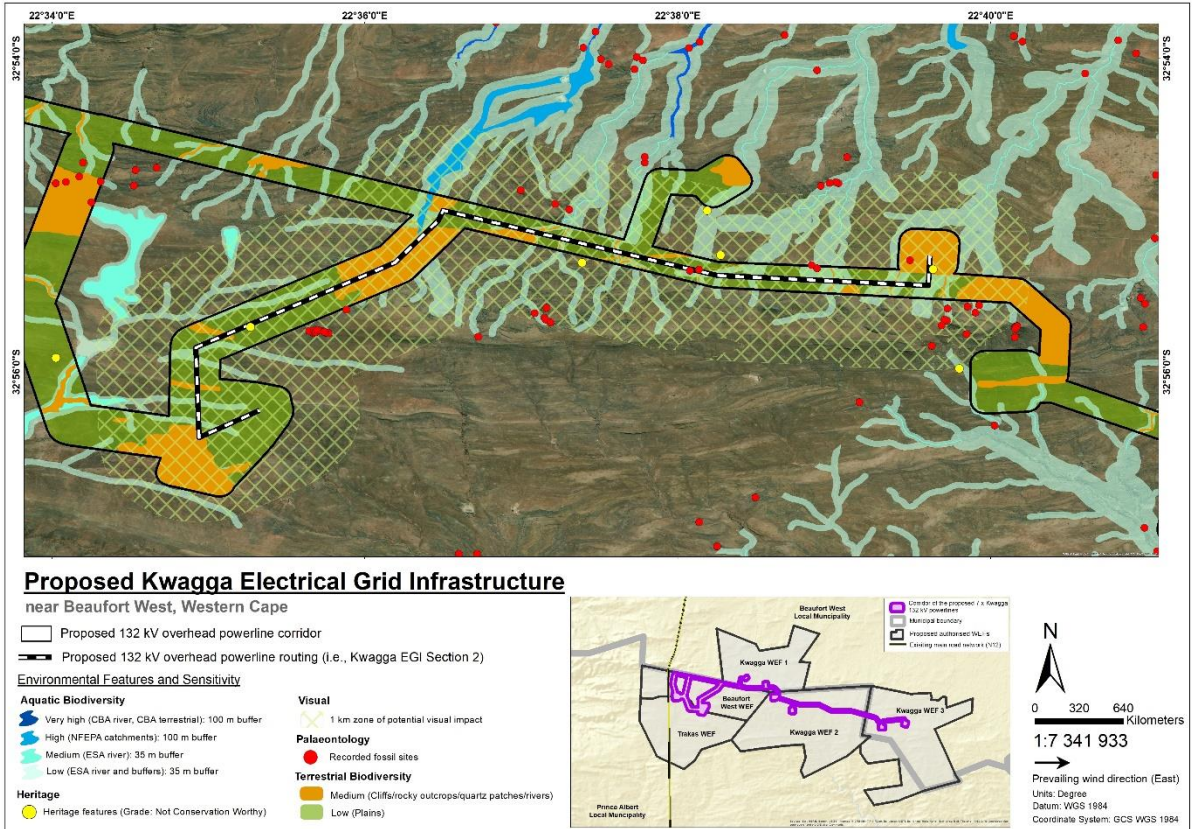 22°34'0"E
22°36'0"E
22°38'0"E
22°40'0"E
32°54'0"S
32°54'0"S
32°56'0"S
32°56'0"S
Proposed Kwagga Electrical Grid Infrastructure
near Beaufort West, Western Cape
Proposed 132 kV overhead powerline corridor
Proposed 132 kV overhead powerline routing (i.e., Kwagga EGI Section 2)
Environmental Features and Sensitivity
Aquatic Biodiversity
Very high (CBA river, CBA terrestrial): 100 m buffer
High (NFEPA catchments): 100 m buffer
Medium (ESA river): 35 m buffer
Low (ESA river and buffers): 35 m buffer
Heritage
Heritage features (Grade: Not Conservation Worthy)
Visual
1 km zone of potential visual impact
Palaeontology
Recorded fossil sites
Terrestrial Biodiversity
Medium (Cliffs/rocky outcrops/quartz patches/rivers)
Low (Plains)
Beaufort West
Local Municipality
Corridor of the proposed 7 x Kwagga
132 kV powerlines
Municipal boundary
Proposed authorised WEFs
Existing main road network (N12)
Kwagga WEF 1
Beaufort
West WEF
Kwagga WEF 3
Trakas WEF
Kwagga WEF 2
Prince Albert
Local Municipality
N
0 320 640
Kilometers
1:7 341 933
Prevailing wind direction (East)
Units: Degree
Datum: WGS 1984
Coordinate System: GCS WGS 1984